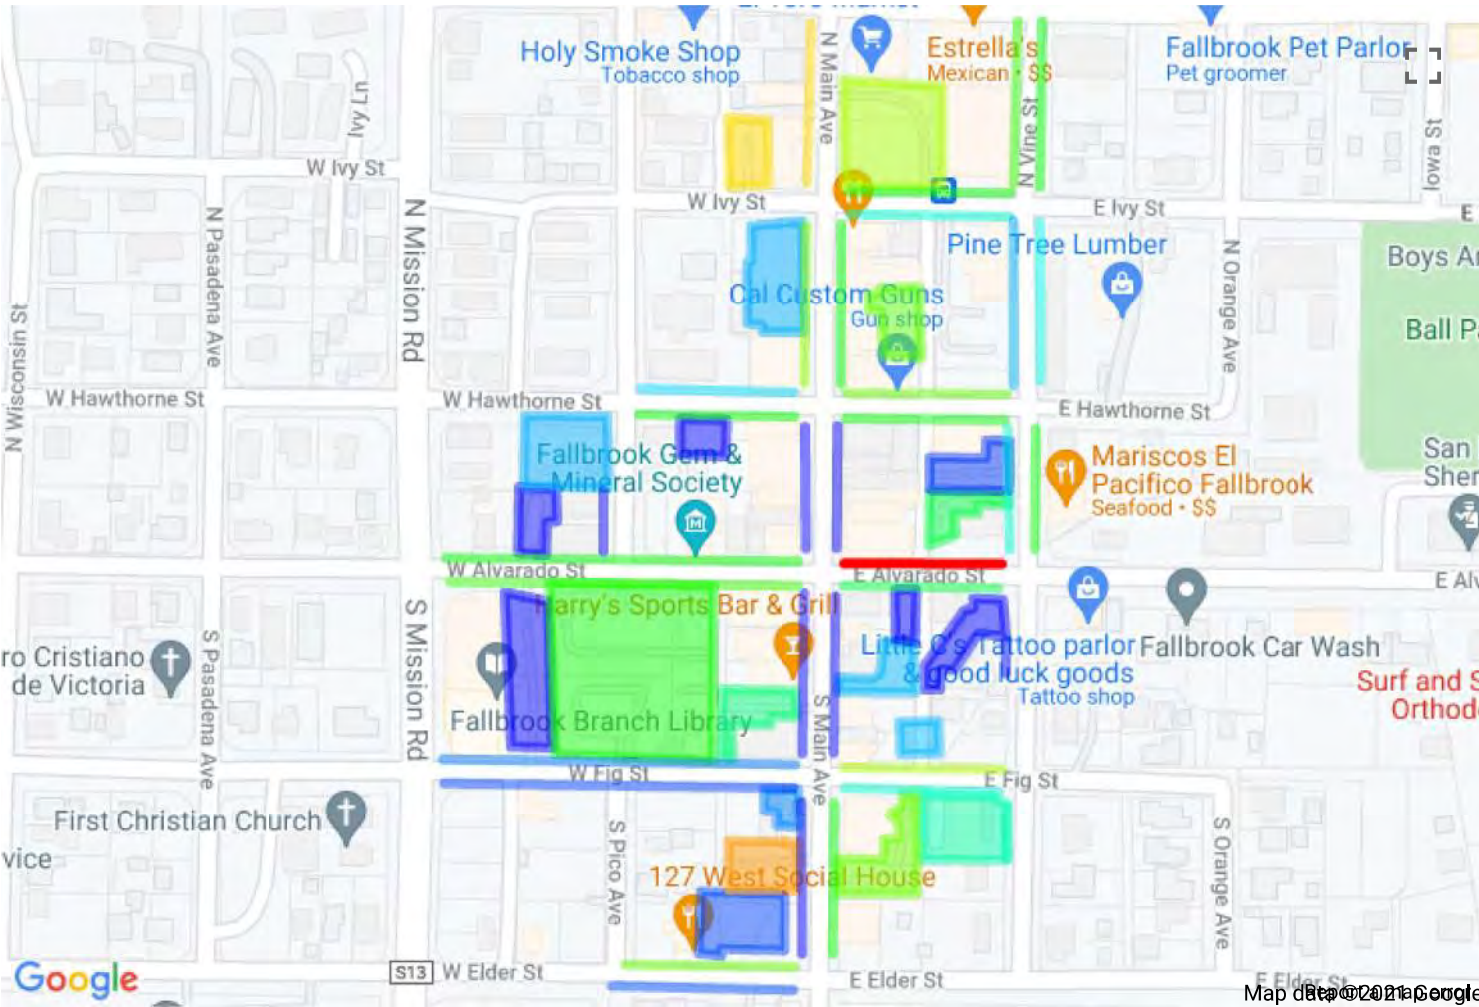 Holy Smoke Shop
Tobacco shop
N Main Ave
Estrella's
Mexican · $$
Fallbrook Pet Parlor
Pet groomer
Ivy Ln
N Vine St
Iowe St
W Ivy St
W Ivy St
E Ivy St
E
N Pasadena Ave
N Mission Rd
Pine Tree Lumber
N Orange Ave
Cal Custom Guns
Gun shop
Ball P
N Wisconsin St
W Hawthorne St
W Hawthorne St
E Hawthorne St
Fallbrook Gem &
Mineral Society
Mariscos El
Pacifico Fallbrook
Seafood · $$
San
Sher
W Alvarado St
E Alvarado St
E Alv
Harry's Sports Bar & Grill
S Mission Rd
S Pasadena Ave
ro Cristiano
de Victoria
Little C's Tattoo parlor
& good luck goods
Tattoo shop
Fallbrook Car Wash
Surf and S
Orthod
Fallbrook Branch Library
S Main Ave
W Fig St
E Fig St
First Christian Church
vice
S Pico Ave
127 West Social House
S Orange Ave
Google
S13
W Elder St
E Elder St
E Elder St
Map data ©2021 Google